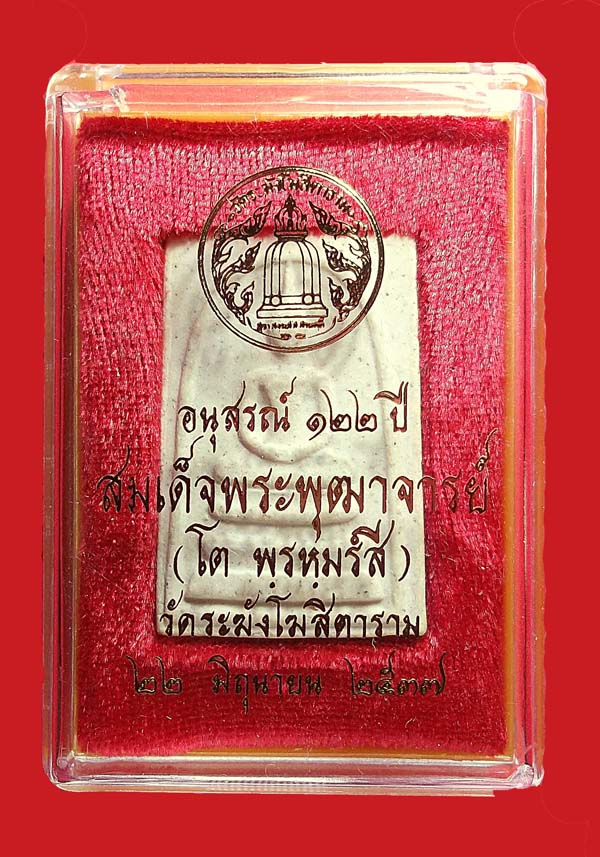 อนุสรณ์ ๑๒๒ ปี
สมเด็จพระพุฒาจารย์
(โต พฺรหฺมรํสี)
วัดระฆังโฆสิตาราม
๒๒ มิถุนายน ๒๕๓๗